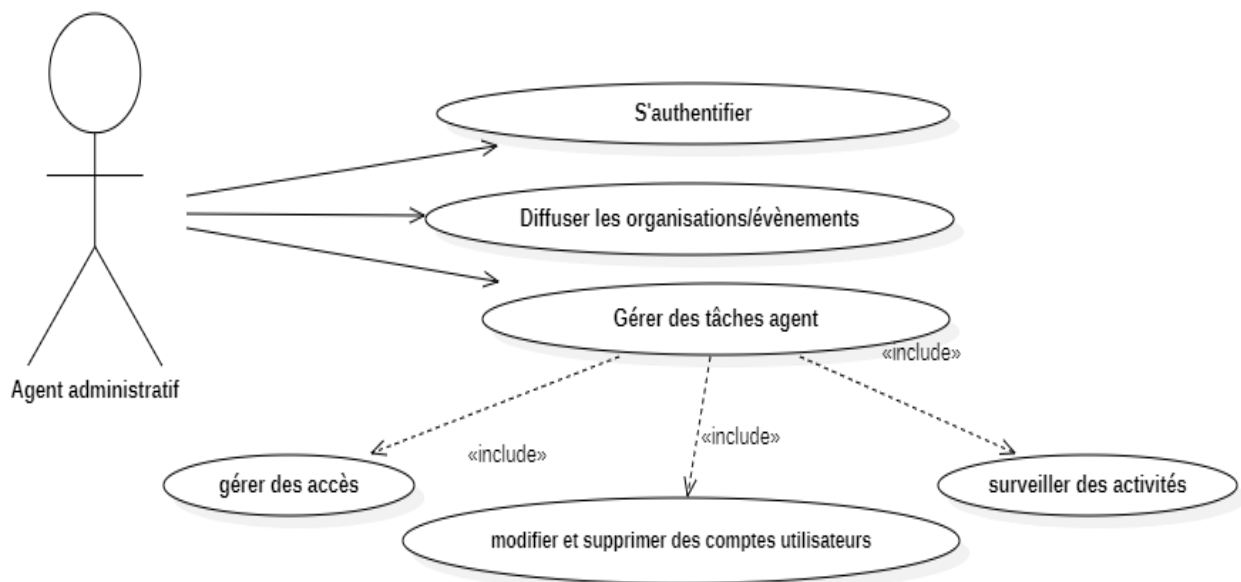 S'authentifier
Diffuser les organisations/évènements
Gérer des tâches agent
«include»
Agent administratif
«include»
«include»
gérer des accès
surveiller des activités
modifier et supprimer des comptes utilisateurs